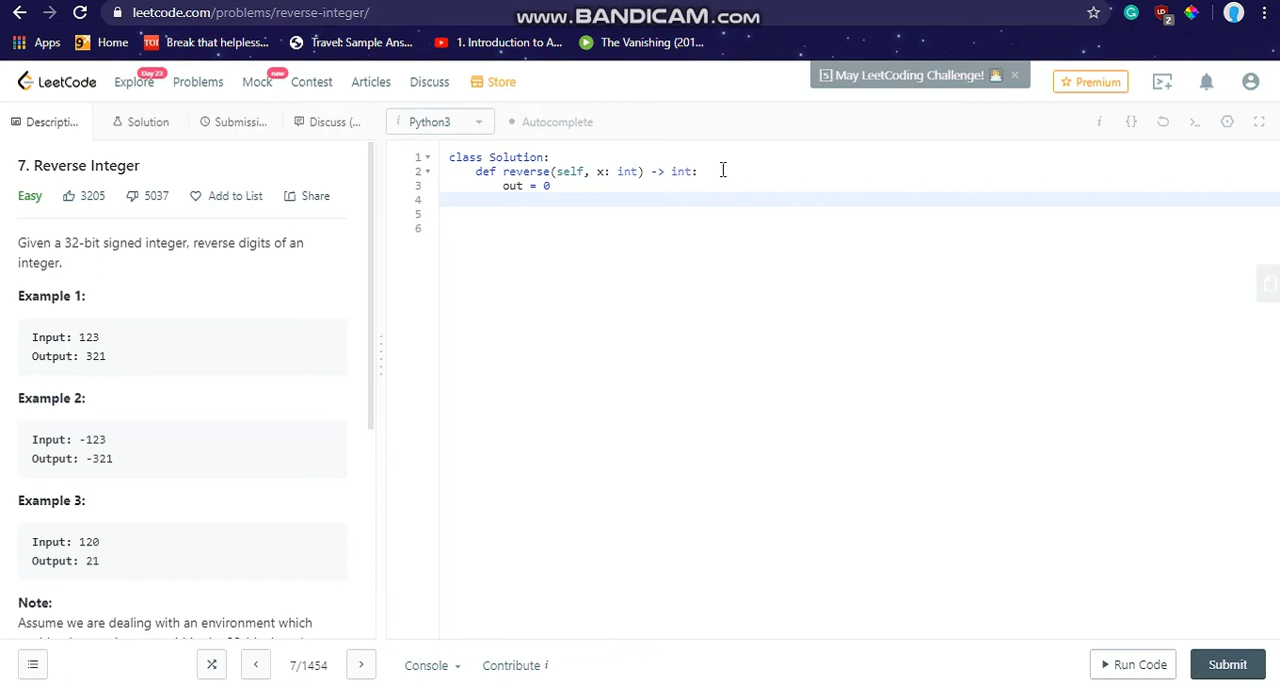 leetcode.com/problems/reverse-integer/
www.BANDICAM.com
2
Apps
Home
TOI
Break that helpless...
Travel: Sample Ans...
1. Introduction to A...
The Vanishing (201...
LeetCode
Explore
Day 23
Problems
Mock
new
Contest
Articles
Discuss
Store
May LeetCoding Challenge!
Premium
Descripti...
Solution
Submissi...
Discuss (...
i Python3
Autocomplete
7. Reverse Integer
Easy
3205
5037
Add to List
Share
Given a 32-bit signed integer, reverse digits of an
integer.
Example 1:
Input: 123
Output: 321
Example 2:
Input: -123
Output: -321
Example 3:
Input: 120
Output: 21
Note:
Assume we are dealing with an environment which
1 class Solution:
2 def reverse(self, x: int) -> int:
3 out = 0
4
5
6
7/1454
Console
Contribute i
Run Code
Submit